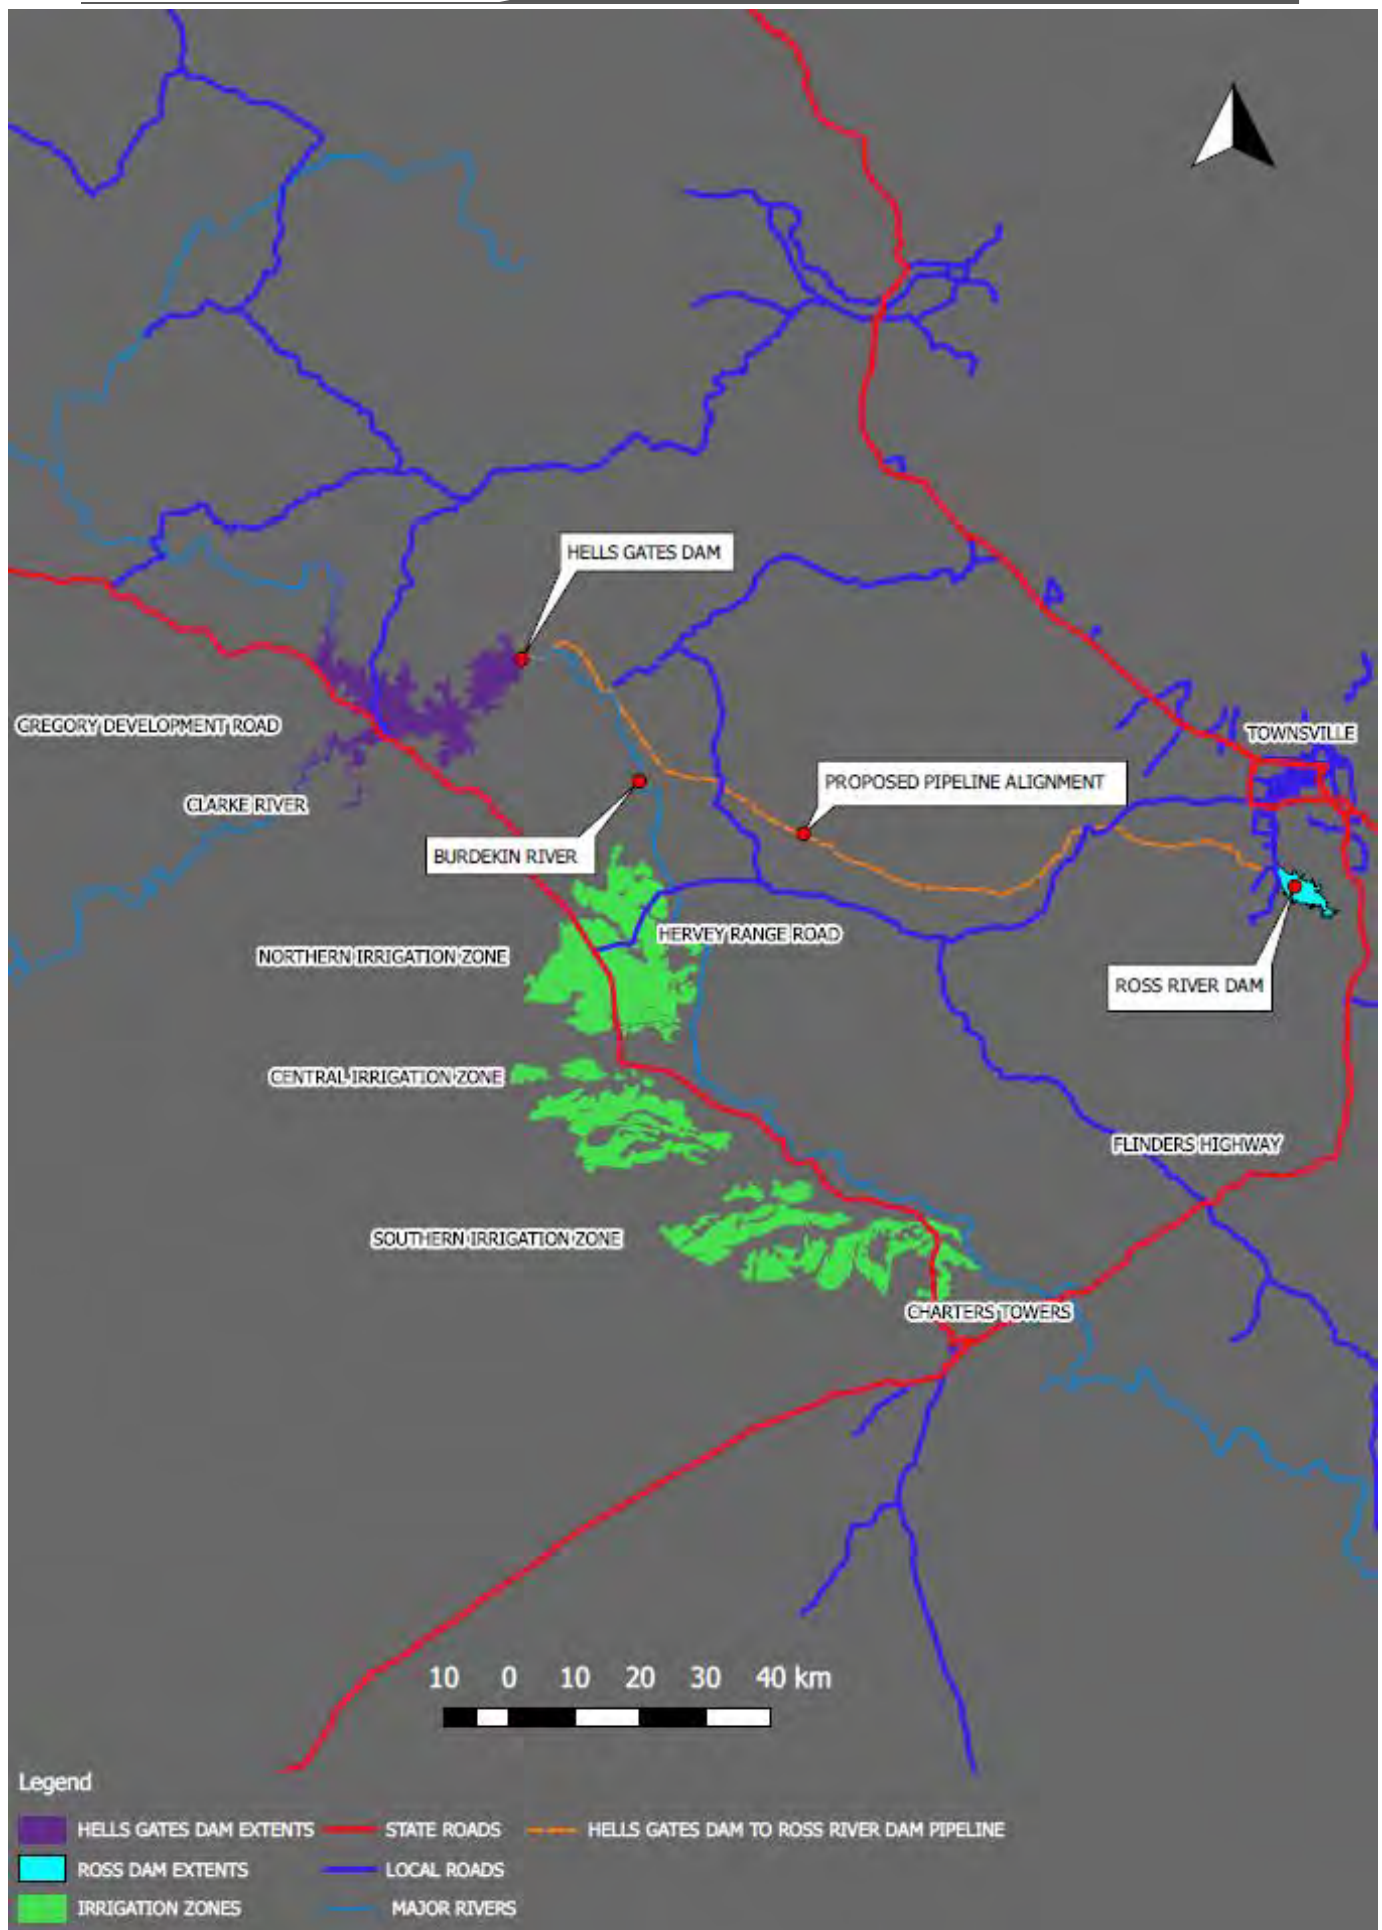 HELLS GATES DAM
GREGORY DEVELOPMENT ROAD
TOWNSVILLE
PROPOSED PIPELINE ALIGNMENT
CLARKE RIVER
BURDEKIN RIVER
HERVEY RANGE ROAD
NORTHERN IRRIGATION ZONE
ROSS RIVER DAM
CENTRAL IRRIGATION ZONE
FLINDERS HIGHWAY
SOUTHERN IRRIGATION ZONE
CHARTERS TOWERS
10 0 10 20 30 40 km
Legend
HELLS GATES DAM EXTENTS STATE ROADS HELLS GATES DAM TO ROSS RIVER DAM PIPELINE
ROSS DAM EXTENTS LOCAL ROADS
IRRIGATION ZONES MAJOR RIVERS